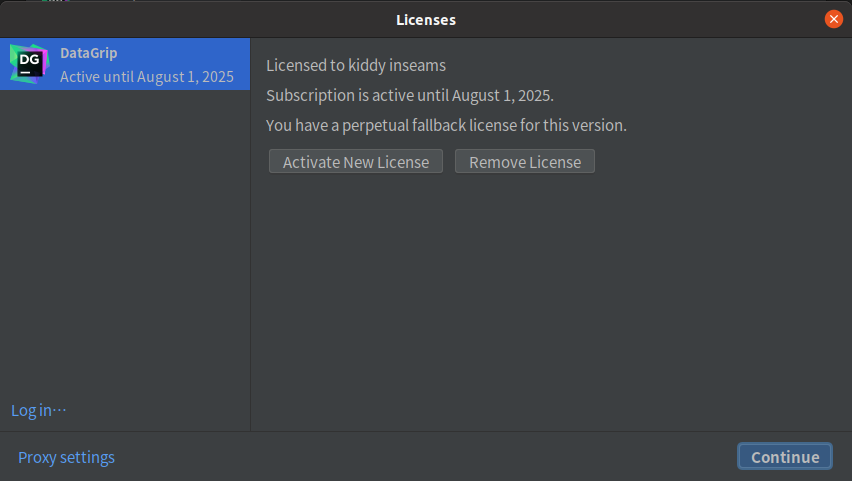 Licenses
DG
DataGrip
Active until August 1, 2025
Licensed to kiddy inseams
Subscription is active until August 1, 2025.
You have a perpetual fallback license for this version.
Activate New License
Remove License
Log in…
Proxy settings
Continue